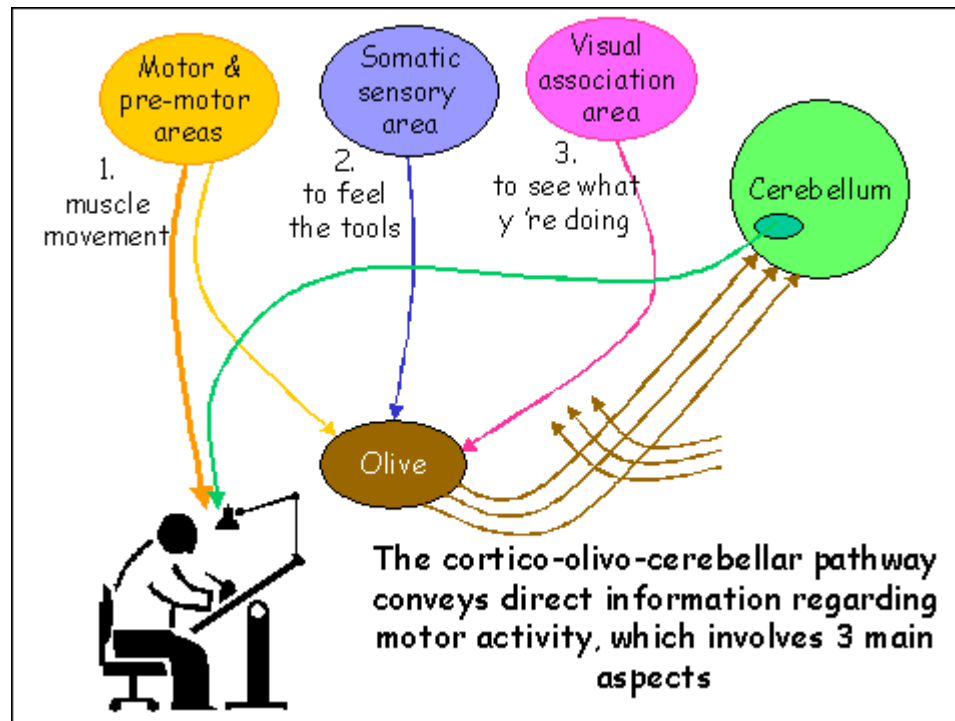 Motor &
pre-motor
areas
Somatic
sensory
area
Visual
association
area
Cerebellum
1.
muscle
movement
2.
to feel
the tools
3.
to see what
y 're doing
Olive
The cortico-olivo-cerebellar pathway
conveys direct information regarding
motor activity, which involves 3 main
aspects